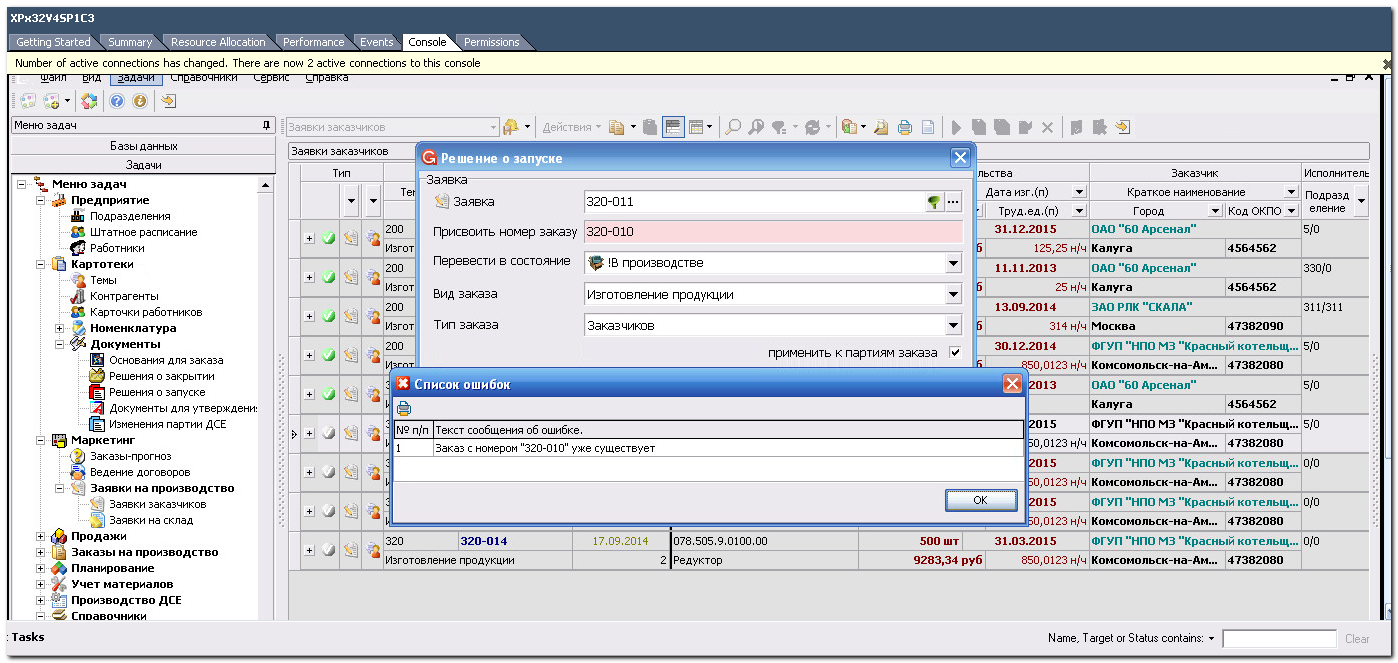 XPx32V4SP1C3
Getting Started Summary Resource Allocation Performance Events Console Permissions
Number of active connections has changed. There are now 2 active connections to this console
Файл Вид Задачи Справочники Сервис Справка
Меню задач
Заявки заказчиков Действия
Базы данных
Задачи
Заявки заказчиков
Меню задач
Предприятие
Подразделения
Штатное расписание
Работники
Картотеки
Темы
Контрагенты
Карточки работников
Номенклатура
Документы
Основания для заказа
Решения о закрытии
Решения о запуске
Документы для утверждени
Изменения партии ДСЕ
Маркетинг
Заказы-прогноз
Ведение договоров
Заявки на производство
Заявки заказчиков
Заявки на склад
Продажи
Заказы на производство
Планирование
Учет материалов
Производство ДСЕ
Справочники
Тип льства Заказчик Исполнитель
Тем Дата изг.(п) Краткое наименование Подразд
еление
Труд.ед.(п) Город Код ОКПО
200 31.12.2015 ОАО "60 Арсенал" 5/0
Изгот б 125,25 н/ч Калуга 4564562
200 11.11.2013 ОАО "60 Арсенал" 330/0
Изгот б 25 н/ч Калуга 4564562
200 13.09.2014 ЗАО РЛК "СКАЛА" 311/311
Изгот б 314 н/ч Москва 47382090
200 30.12.2014 ФГУП "НПО МЗ "Красный котельщ... 5/0
Изгот б 850,0123 н/ч Комсомольск-на-Ам... 47382080
2013 ОАО "60 Арсенал" 5/0
Калуга 4564562
2015 ФГУП "НПО МЗ "Красный котельщ... 5/0
0,0123 н/ч Комсомольск-на-Ам... 47382080
2015 ФГУП "НПО МЗ "Красный котельщ... 0/0
0,0123 н/ч Комсомольск-на-Ам... 47382080
2015 ФГУП "НПО МЗ "Красный котельщ... 0/0
0,0123 н/ч Комсомольск-на-Ам... 47382080
320 320-014 17.09.2014 078.505.9.0100.00 500 шт 31.03.2015 ФГУП "НПО МЗ "Красный котельщ... 0/0
Изготовление продукции 2 Редуктор 9283,34 руб 850,0123 н/ч Комсомольск-на-Ам... 47382080
Решение о запуске
Заявка
Заявка 320-011
Присвоить номер заказу 320-010
Перевести в состояние !В производстве
Вид заказа Изготовление продукции
Тип заказа Заказчиков
применить к партиям заказа
Список ошибок
№ п/п Текст сообщения об ошибке.
1 Заказ с номером "320-010" уже существует
OK
: Tasks
Name, Target or Status contains: Clear